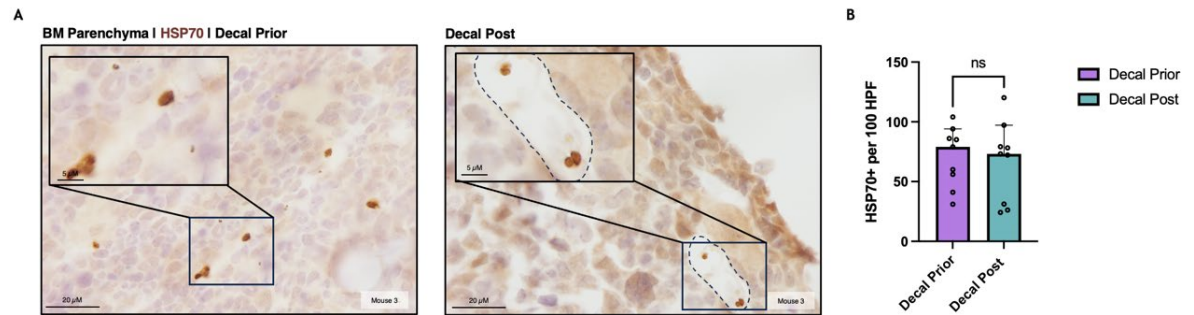 A
BM Parenchyma I HSP70 I Decal Prior
5 µM
20 µM
Mouse 3
Decal Post
5 µM
20 µM
Mouse 3
B
HSP70+ per 100 HPF
150
100
50
0
ns
Decal Prior
Decal Post
Decal Prior
Decal Post